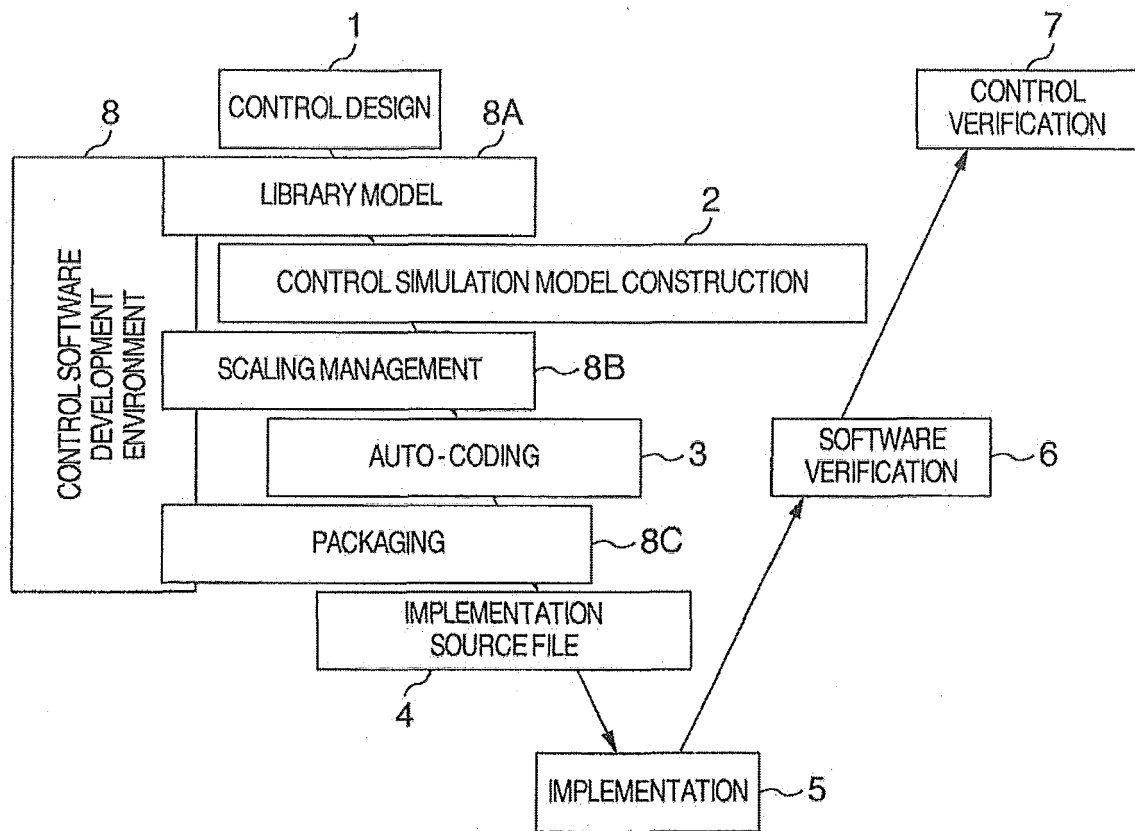 1
CONTROL DESIGN
7
CONTROL
VERIFICATION
8
8A
LIBRARY MODEL
2
CONTROL SIMULATION MODEL CONSTRUCTION
CONTROL SOFTWARE
DEVELOPMENT
ENVIRONMENT
SCALING MANAGEMENT
8B
AUTO-CODING
3
SOFTWARE
VERIFICATION
6
PACKAGING
8C
IMPLEMENTATION
SOURCE FILE
4
IMPLEMENTATION
5